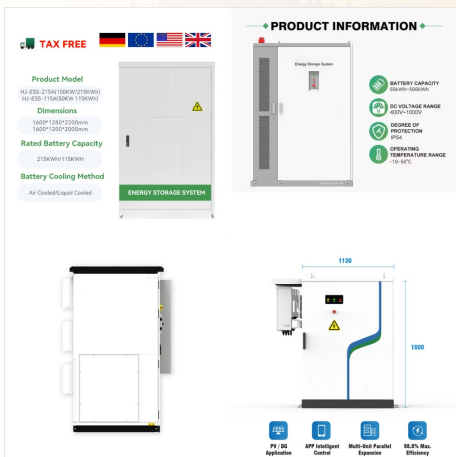 TAX FREE
Product Model
HJ-ESS-215A(100KW/215KWH)
HJ-ESS-115A(50KW 115KWH)
Dimensions
1600*1280*2200mm
1600*1200*2000mm
Rated Battery Capacity
215KWH/115KWH
Battery Cooling Method
Air Cooled/Liquid Cooled
ENERGY STORAGE SYSTEM
PRODUCT INFORMATION
Energy Storage System
BATTERY CAPACITY
50kWh~500kWh
DC VOLTAGE RANGE
400V~1000V
DEGREE OF
PROTECTION
IP54
OPERATING
TEMPERATURE RANGE
-10-50°C
1130
1600
PV / DG
Application
APP Intelligent
Control
Multi-Unit Parallel
Expansion
98.8% Max.
Efficiency